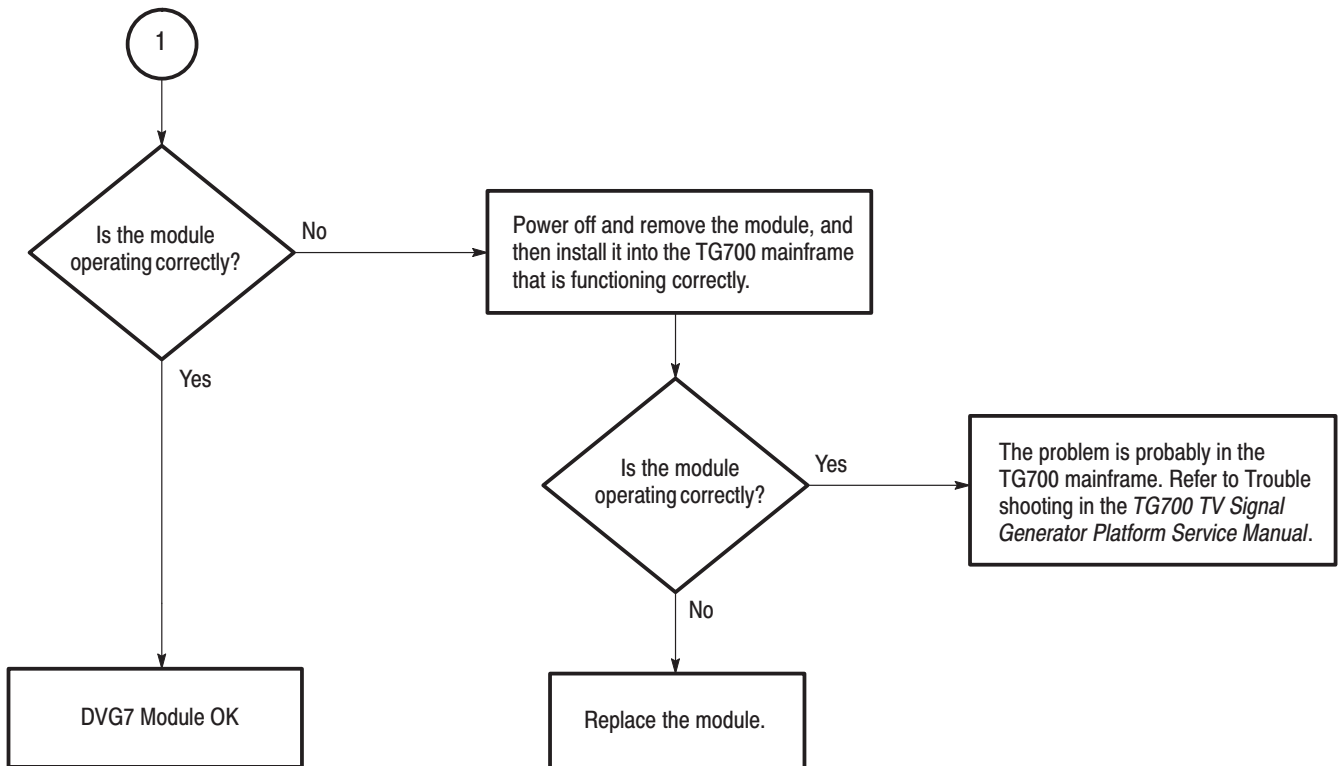 1
Is the module
operating correctly?
No
Yes
Power off and remove the module, and
then install it into the TG700 mainframe
that is functioning correctly.
Is the module
operating correctly?
Yes
No
The problem is probably in the
TG700 mainframe. Refer to Trouble
shooting in the TG700 TV Signal
Generator Platform Service Manual.
DVG7 Module OK
Replace the module.